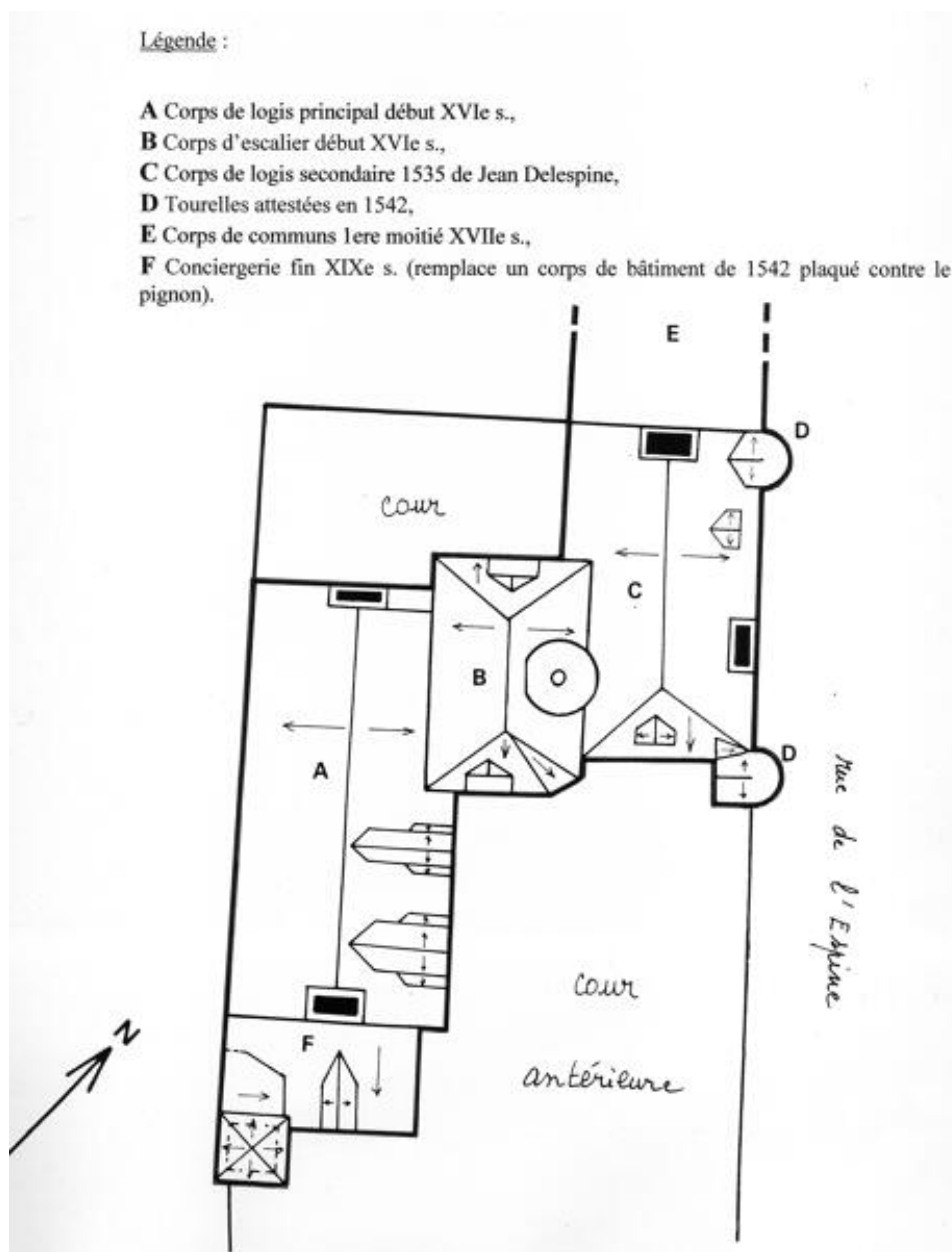 Légende :
A Corps de logis principal début XVIe s.,
B Corps d'escalier début XVIe s.,
C Corps de logis secondaire 1535 de Jean Delespine,
D Tourelles attestées en 1542,
E Corps de communs 1ere moitié XVIIe s.,
F Conciergerie fin XIXe s. (remplace un corps de bâtiment de 1542 plaqué contre le
pignon).
E
D
cour
C
B
A
D
rue de l'Espine
cour
antérieure
F
N